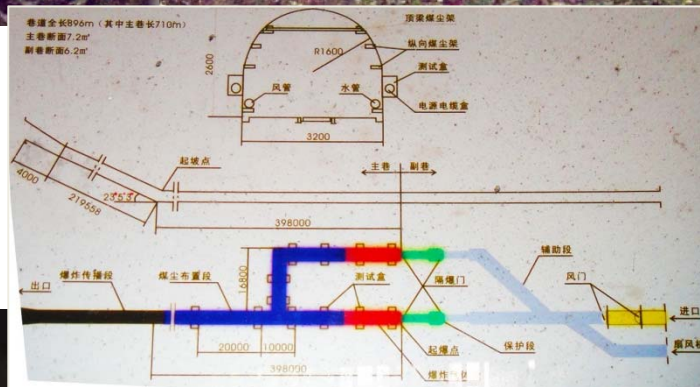 巷道全长896m（其中主巷长710m）
主巷断面7.2㎡
副巷断面6.2㎡
顶梁煤尘架
纵向煤尘架
R1600
2600
测试盒
风管
水管
电源电缆盒
3200
起坡点
主巷
副巷
4000
219558
23°5'3"
398000
辅助段
16800
出口
爆炸传播段
煤尘布置段
测试盒
隔爆门
风门
进口
20000
10000
起爆点
保护段
398000